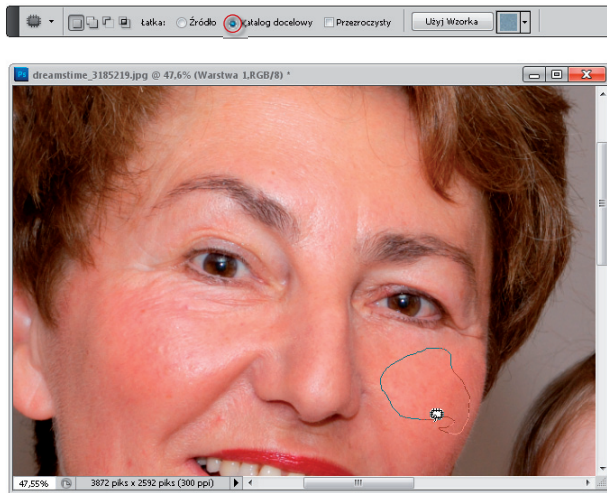 Łatka: Źródło Katalog docelowy Przezroczysty Użyj Wzorka
Ps dreamstime_3185219.jpg @ 47,6% (Warstwa 1,RGB/8) *
47,55% 3872 piks x 2592 piks (300 ppi)